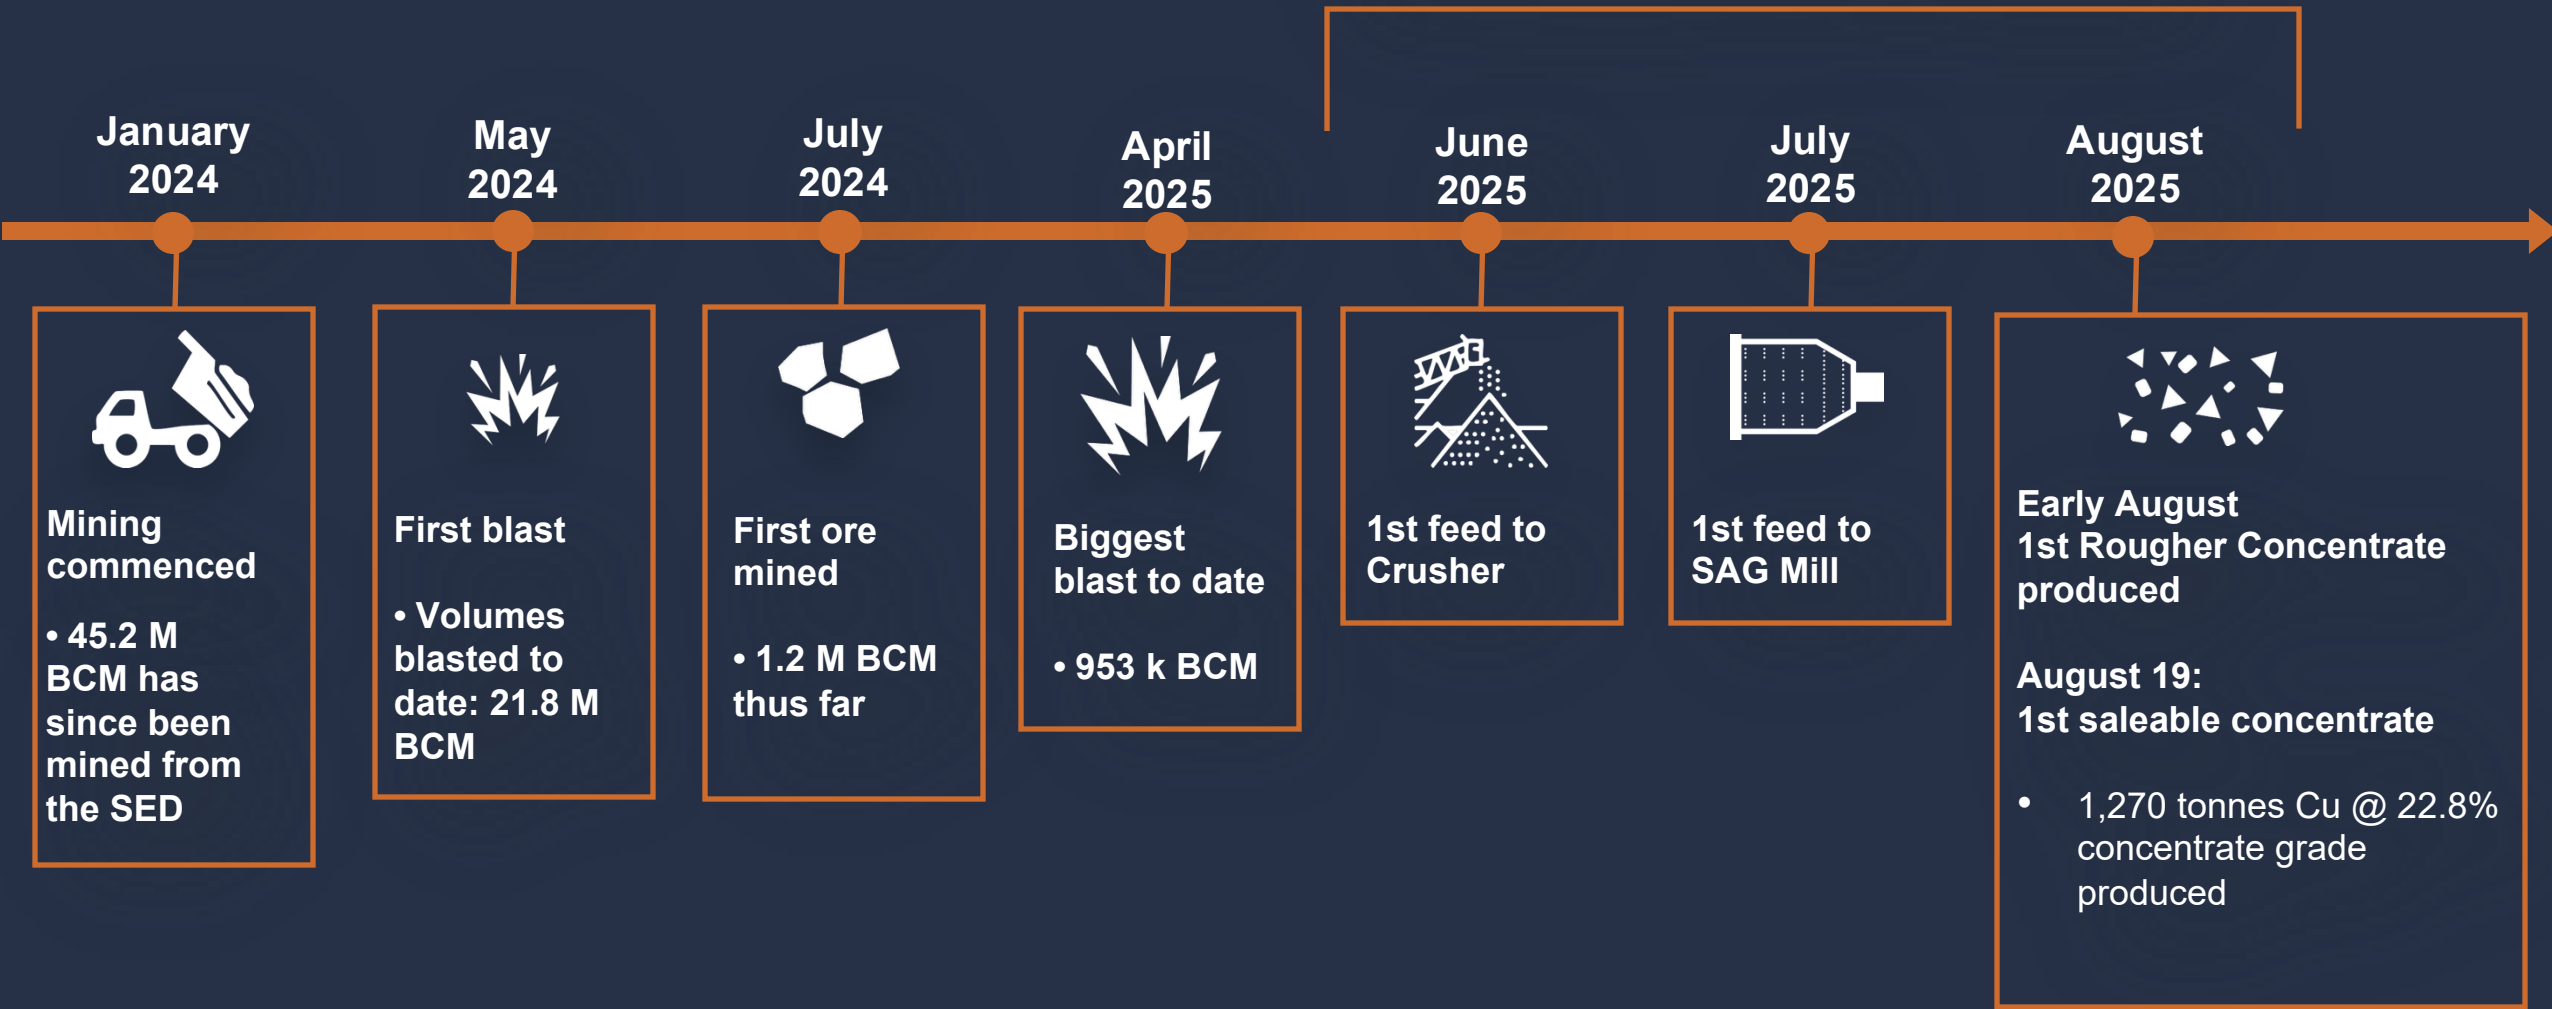 January
2024
May
2024
July
2024
April
2025
June
2025
July
2025
August
2025
Mining
commenced
• 45.2 M
BCM has
since been
mined from
the SED
First blast
• Volumes
blasted to
date: 21.8 M
BCM
First ore
mined
• 1.2 M BCM
thus far
Biggest
blast to date
• 953 k BCM
1st feed to
Crusher
1st feed to
SAG Mill
Early August
1st Rougher Concentrate
produced
August 19:
1st saleable concentrate
• 1,270 tonnes Cu @ 22.8%
concentrate grade
produced